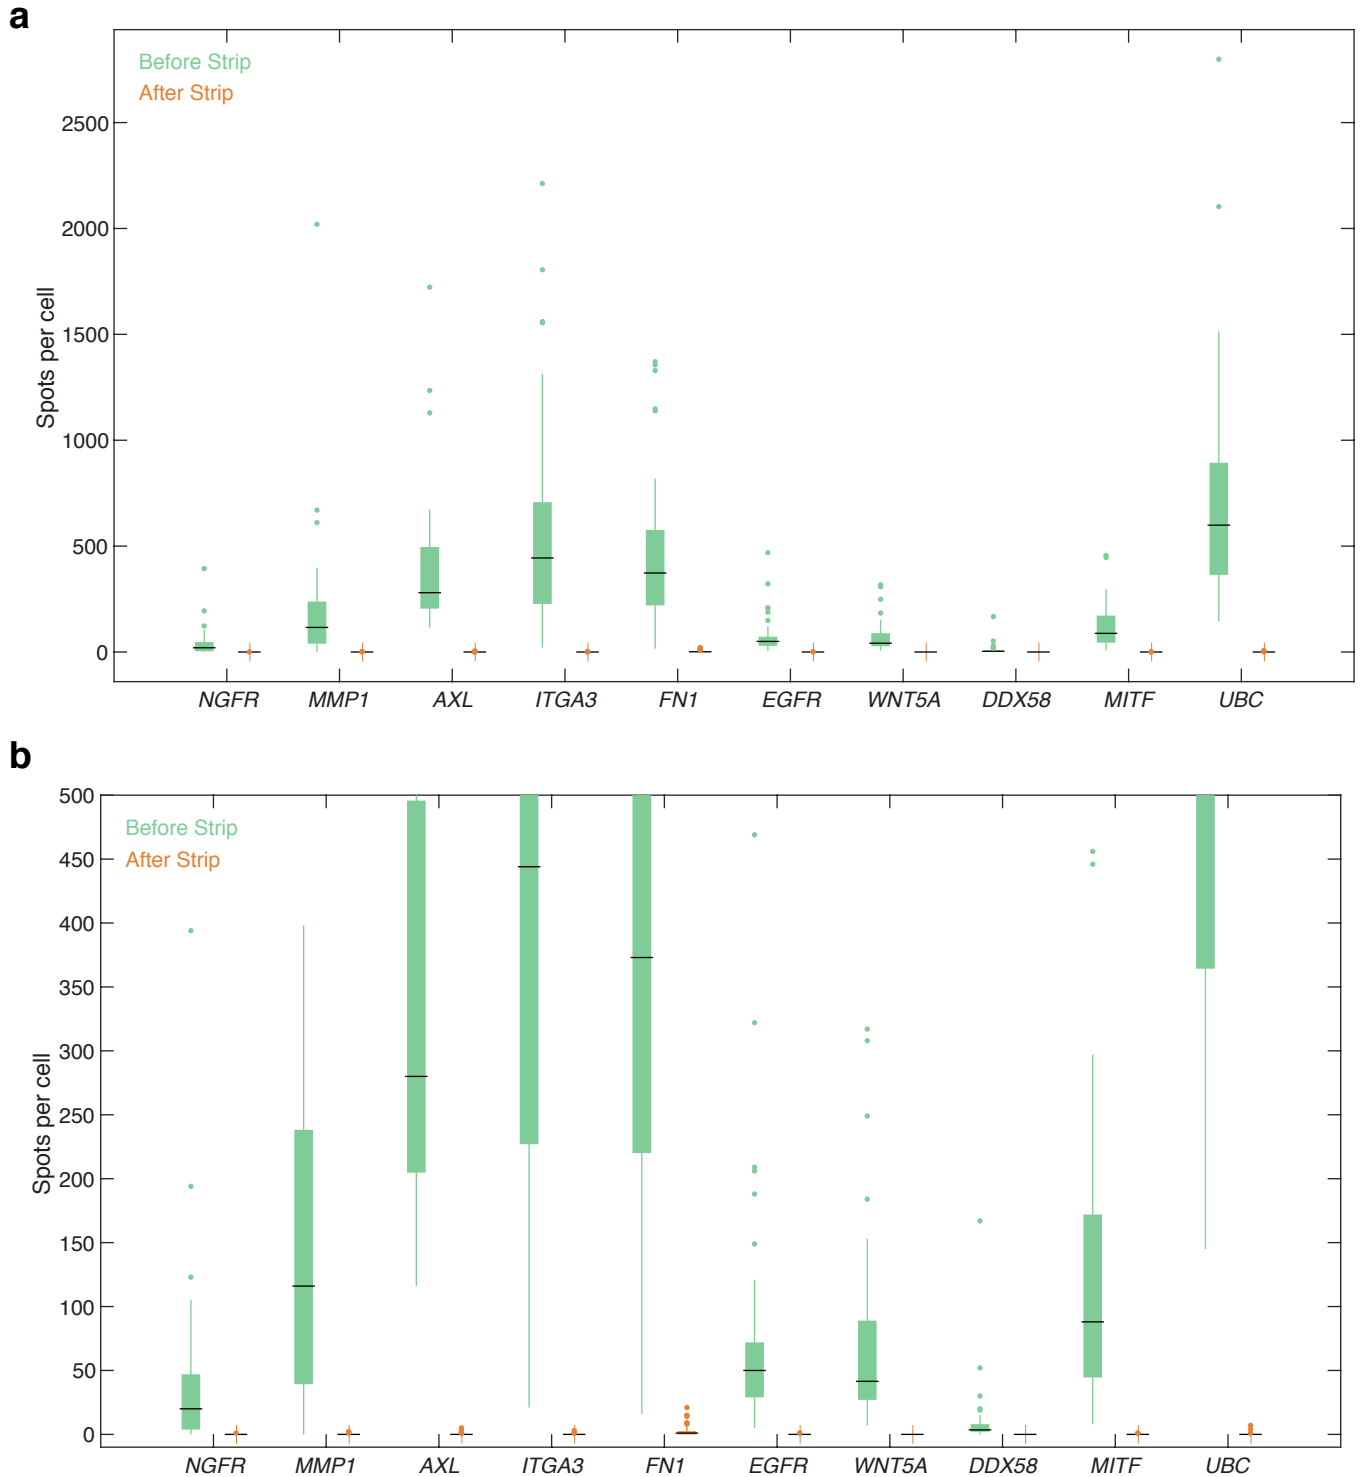 a
Before Strip
After Strip
2500
2000
1500
1000
500
0
Spots per cell
NGFR MMP1 AXL ITGA3 FN1 EGFR WNT5A DDX58 MITF UBC
b
500
Before Strip
After Strip
450
400
350
300
250
200
150
100
50
0
Spots per cell
NGFR MMP1 AXL ITGA3 FN1 EGFR WNT5A DDX58 MITF UBC